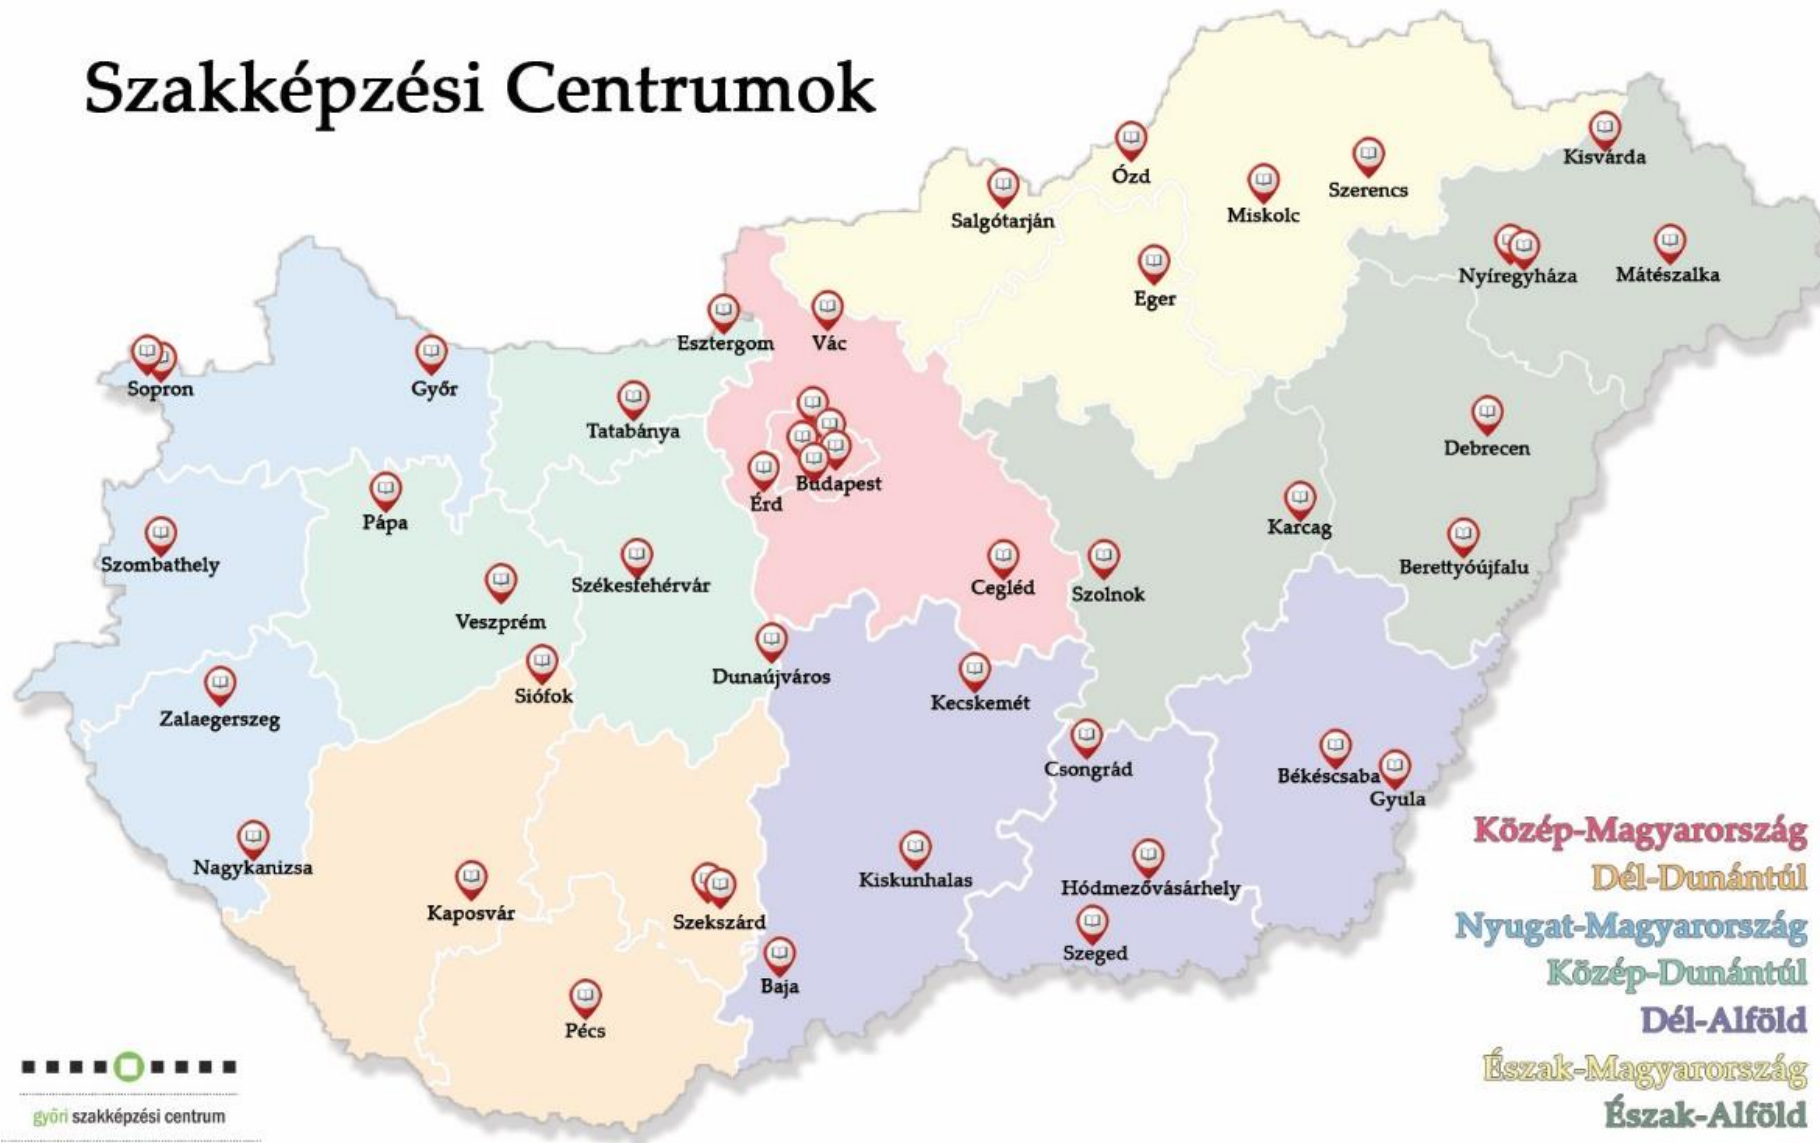 Szakképzési Centrumok
Kisvárda
Ózd
Szerencs
Miskolc
Salgótarján
Nyíregyháza
Mátészalka
Eger
Esztergom
Vác
Sopron
Győr
Tatabánya
Debrecen
Budapest
Érd
Pápa
Karcag
Szombathely
Berettyóújfalu
Székesfehérvár
Cegléd
Szolnok
Veszprém
Dunaújváros
Siófok
Kecskemét
Zalaegerszeg
Csongrád
Békéscsaba
Gyula
Nagykanizsa
Kiskunhalas
Hódmezővásárhely
Kaposvár
Szekszárd
Szeged
Baja
Pécs
Közép-Magyarország
Dél-Dunántúl
Nyugat-Magyarország
Közép-Dunántúl
Dél-Alföld
Észak-Magyarország
Észak-Alföld
győri szakképzési centrum